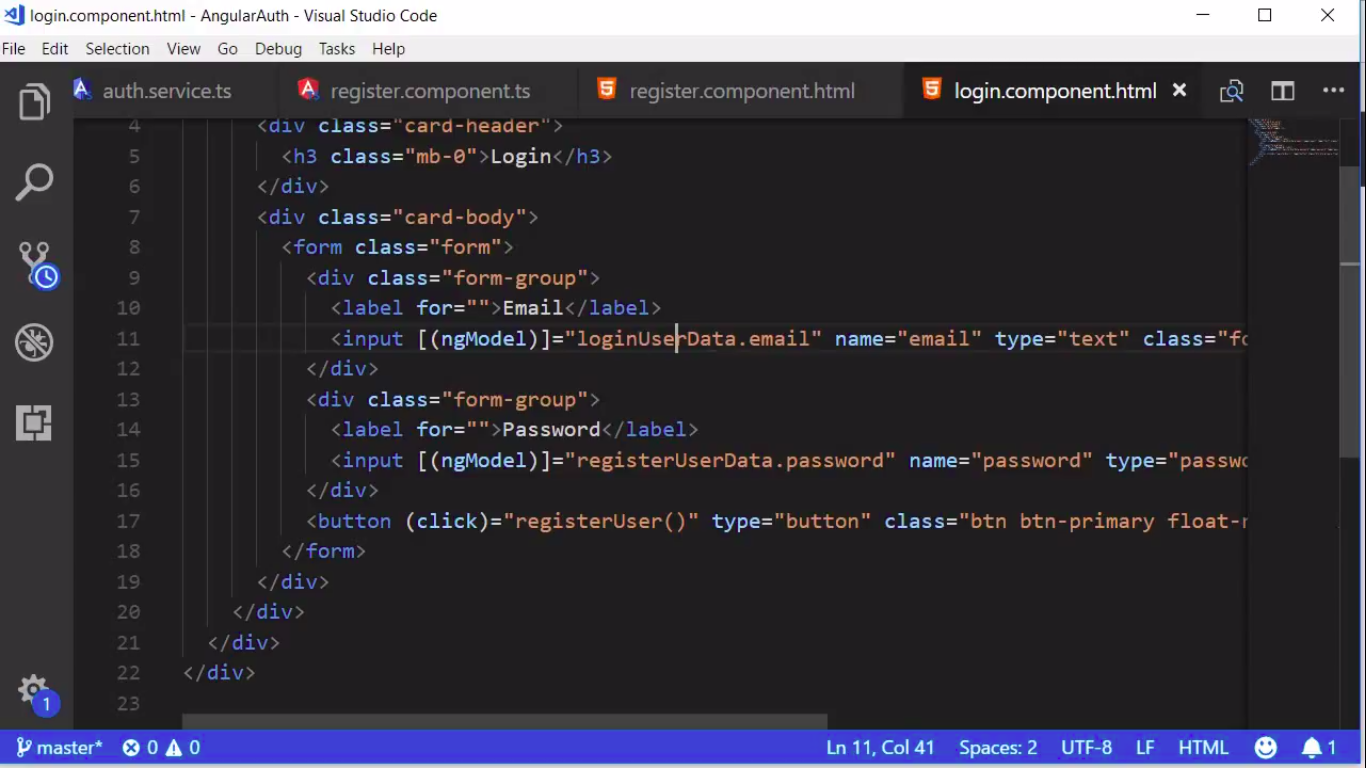 login.component.html - AngularAuth - Visual Studio Code
File Edit Selection View Go Debug Tasks Help
auth.service.ts register.component.ts register.component.html login.component.html
4 <div class="card-header">
5 <h3 class="mb-0">Login</h3>
6 </div>
7 <div class="card-body">
8 <form class="form">
9 <div class="form-group">
10 <label for="">Email</label>
11 <input [(ngModel)]="loginUserData.email" name="email" type="text" class="fo
12 </div>
13 <div class="form-group">
14 <label for="">Password</label>
15 <input [(ngModel)]="registerUserData.password" name="password" type="passwo
16 </div>
17 <button (click)="registerUser()" type="button" class="btn btn-primary float-r
18 </form>
19 </div>
20 </div>
21 </div>
22 </div>
23
1
master* 0 0 Ln 11, Col 41 Spaces: 2 UTF-8 LF HTML 1